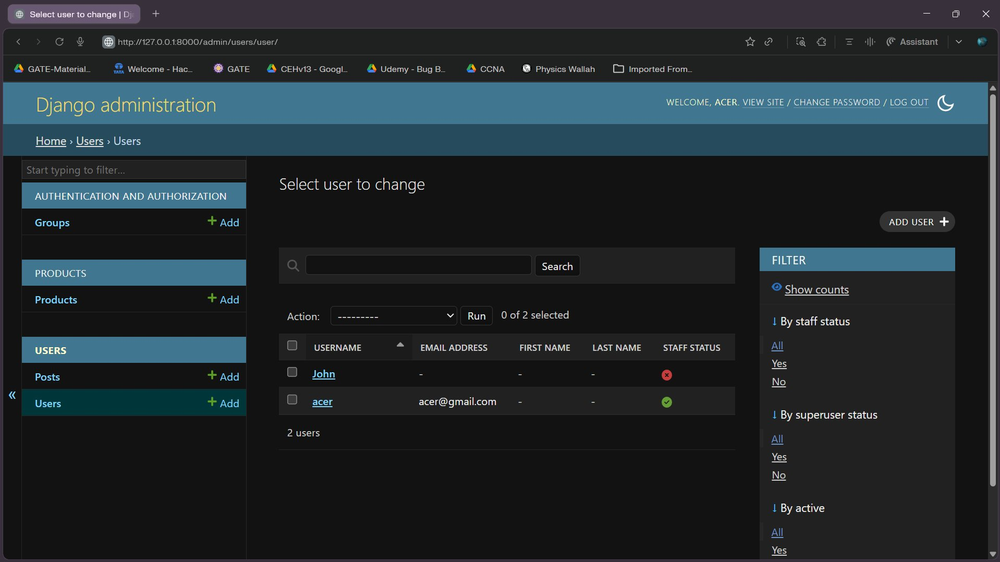 Select user to change | Dj
http://127.0.0.1:8000/admin/users/user/
Assistant
GATE-Material...
Welcome - Hac...
GATE
CEHv13 - Googl...
Udemy - Bug B...
CCNA
Physics Wallah
Imported From...
TATA
Django administration
WELCOME, ACER. VIEW SITE / CHANGE PASSWORD / LOG OUT
Home › Users › Users
Start typing to filter...
AUTHENTICATION AND AUTHORIZATION
Groups + Add
PRODUCTS
Products + Add
USERS
Posts + Add
Users + Add
«
Select user to change
ADD USER +
Search
Action: --------- Run 0 of 2 selected
USERNAME EMAIL ADDRESS FIRST NAME LAST NAME STAFF STATUS
John - - -
acer acer@gmail.com - -
2 users
FILTER
Show counts
↓ By staff status
All
Yes
No
↓ By superuser status
All
Yes
No
↓ By active
All
Yes